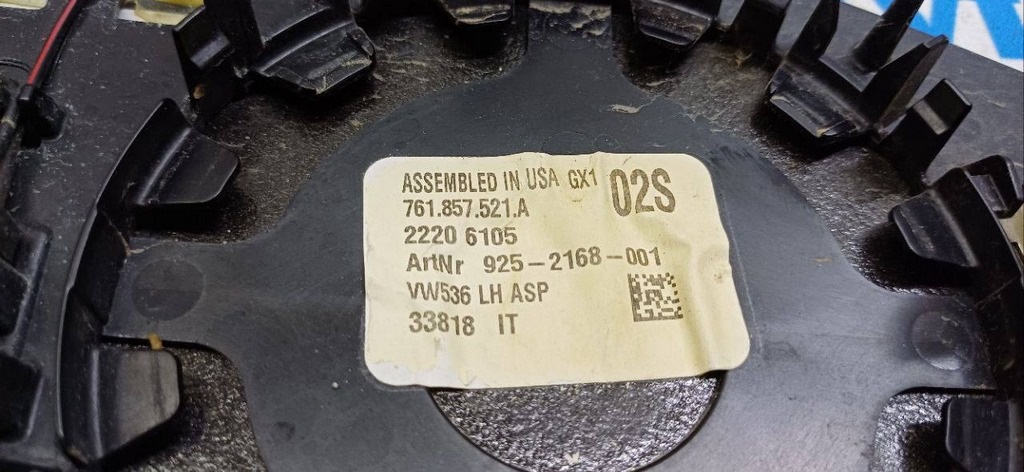 ASSEMBLED IN USA GX1 02S
761.857.521.A
2220 6105
ArtNr 925-2168-001
VW536 LH ASP
33818 IT